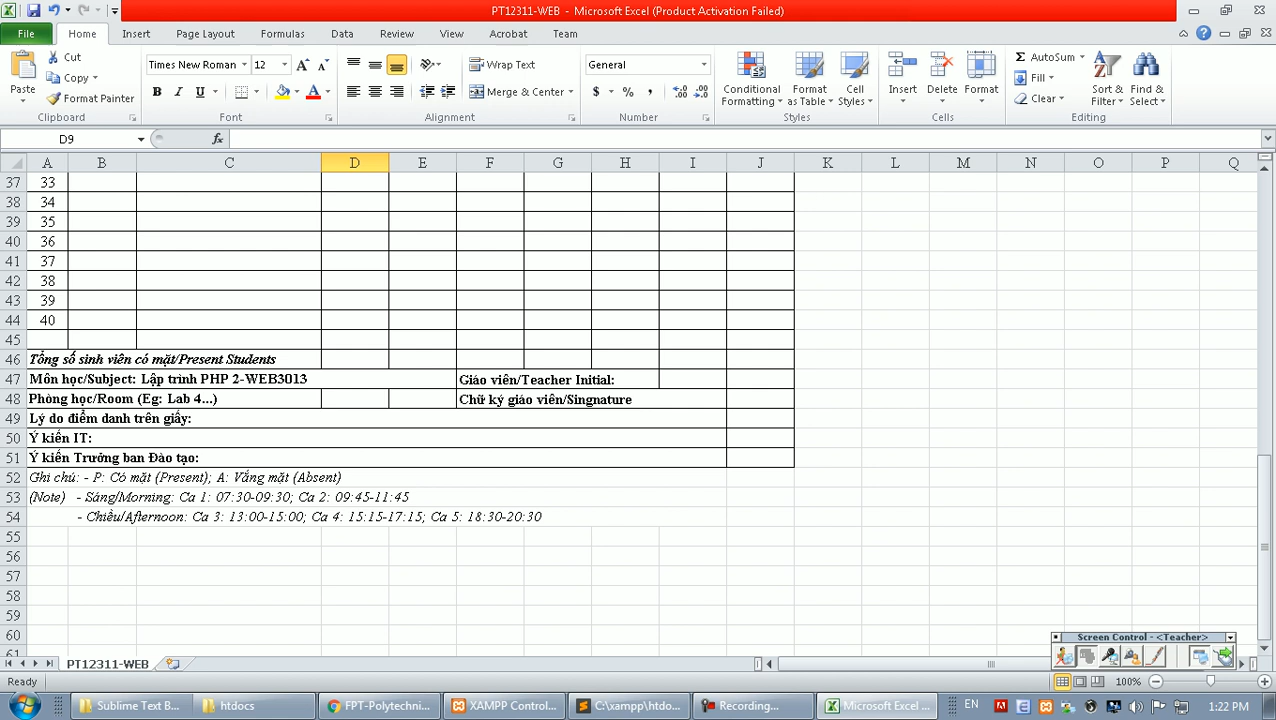 PT12311-WEB - Microsoft Excel (Product Activation Failed)
File Home Insert Page Layout Formulas Data Review View Acrobat Team
Cut
Copy
Format Painter
Paste
Clipboard
Times New Roman 12
B I U
Font
Wrap Text
Merge & Center
Alignment
General
$ % ,
Number
Conditional Formatting
Format as Table
Cell Styles
Styles
Insert Delete Format
Cells
AutoSum
Fill
Clear
Sort & Filter
Find & Select
Editing
D9 fx
A B C D E F G H I J K L M N O P Q
37 33
38 34
39 35
40 36
41 37
42 38
43 39
44 40
45
46 Tổng số sinh viên có mặt/Present Students
47 Môn học/Subject: Lập trình PHP 2-WEB3013 Giáo viên/Teacher Initial:
48 Phòng học/Room (Eg: Lab 4...) Chữ ký giáo viên/Singnature
49 Lý do điểm danh trên giấy:
50 Ý kiến IT:
51 Ý kiến Trưởng ban Đào tạo:
52 Ghi chú: - P: Có mặt (Present); A: Vắng mặt (Absent)
53 (Note) - Sáng/Morning: Ca 1: 07:30-09:30; Ca 2: 09:45-11:45
54 - Chiều/Afternoon: Ca 3: 13:00-15:00; Ca 4: 15:15-17:15; Ca 5: 18:30-20:30
55
56
57
58
59
60
61
Screen Control - <Teacher>
PT12311-WEB
Ready 100%
Sublime Text B... htdocs FPT-Polytechni... XAMPP Control... C:\xampp\htdo... Recording... Microsoft Excel ... EN 1:22 PM